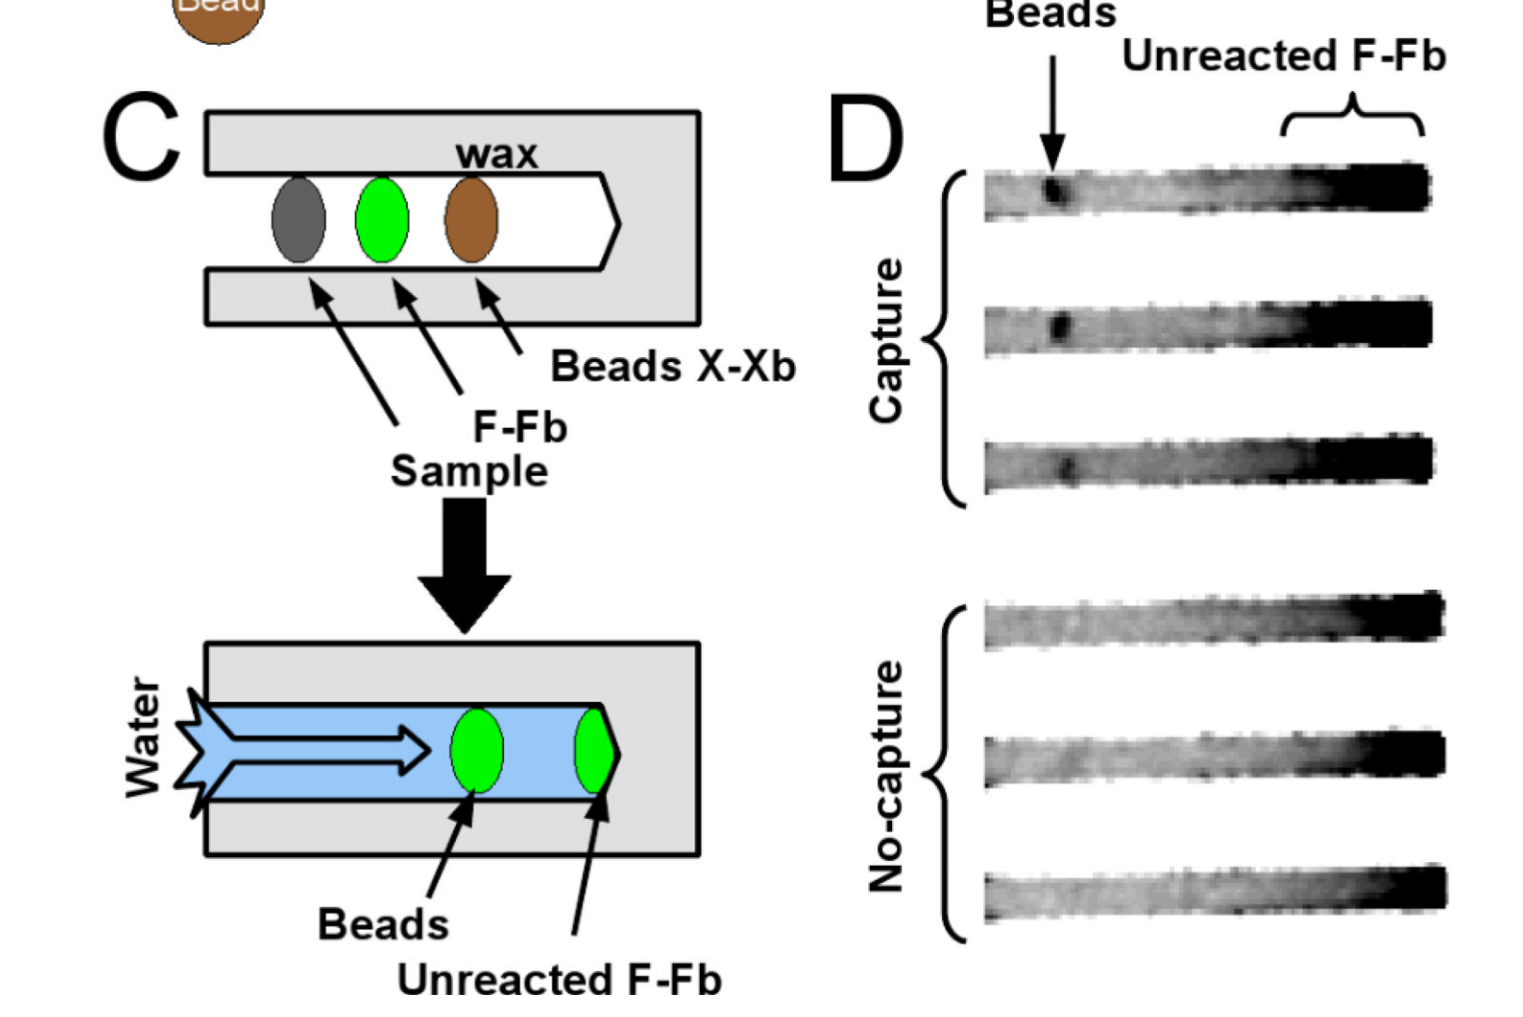 Bead
C
wax
Beads X-Xb
F-Fb
Sample
Water
Beads
Unreacted F-Fb
D
Beads
Unreacted F-Fb
Capture
No-capture